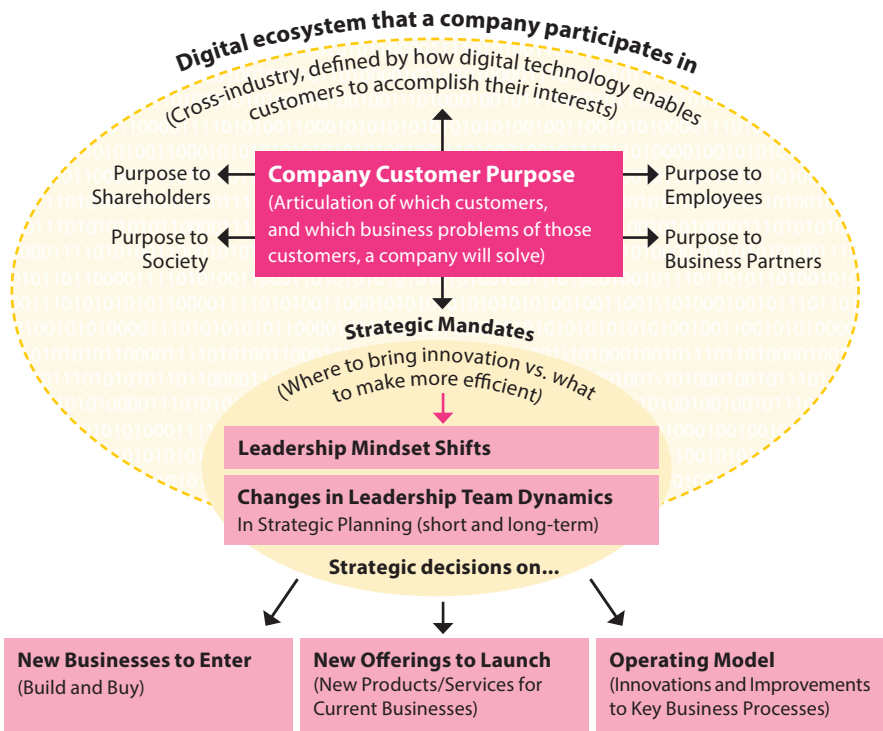 Digital ecosystem that a company participates in
(Cross-industry, defined by how digital technology enables
customers to accomplish their interests)
Purpose to
Shareholders
Company Customer Purpose
(Articulation of which customers,
and which business problems of those
customers, a company will solve)
Purpose to
Employees
Purpose to
Society
Purpose to
Business Partners
Strategic Mandates
(Where to bring innovation vs. what
to make more efficient)
Leadership Mindset Shifts
Changes in Leadership Team Dynamics
In Strategic Planning (short and long-term)
Strategic decisions on...
New Businesses to Enter
(Build and Buy)
New Offerings to Launch
(New Products/Services for
Current Businesses)
Operating Model
(Innovations and Improvements
to Key Business Processes)